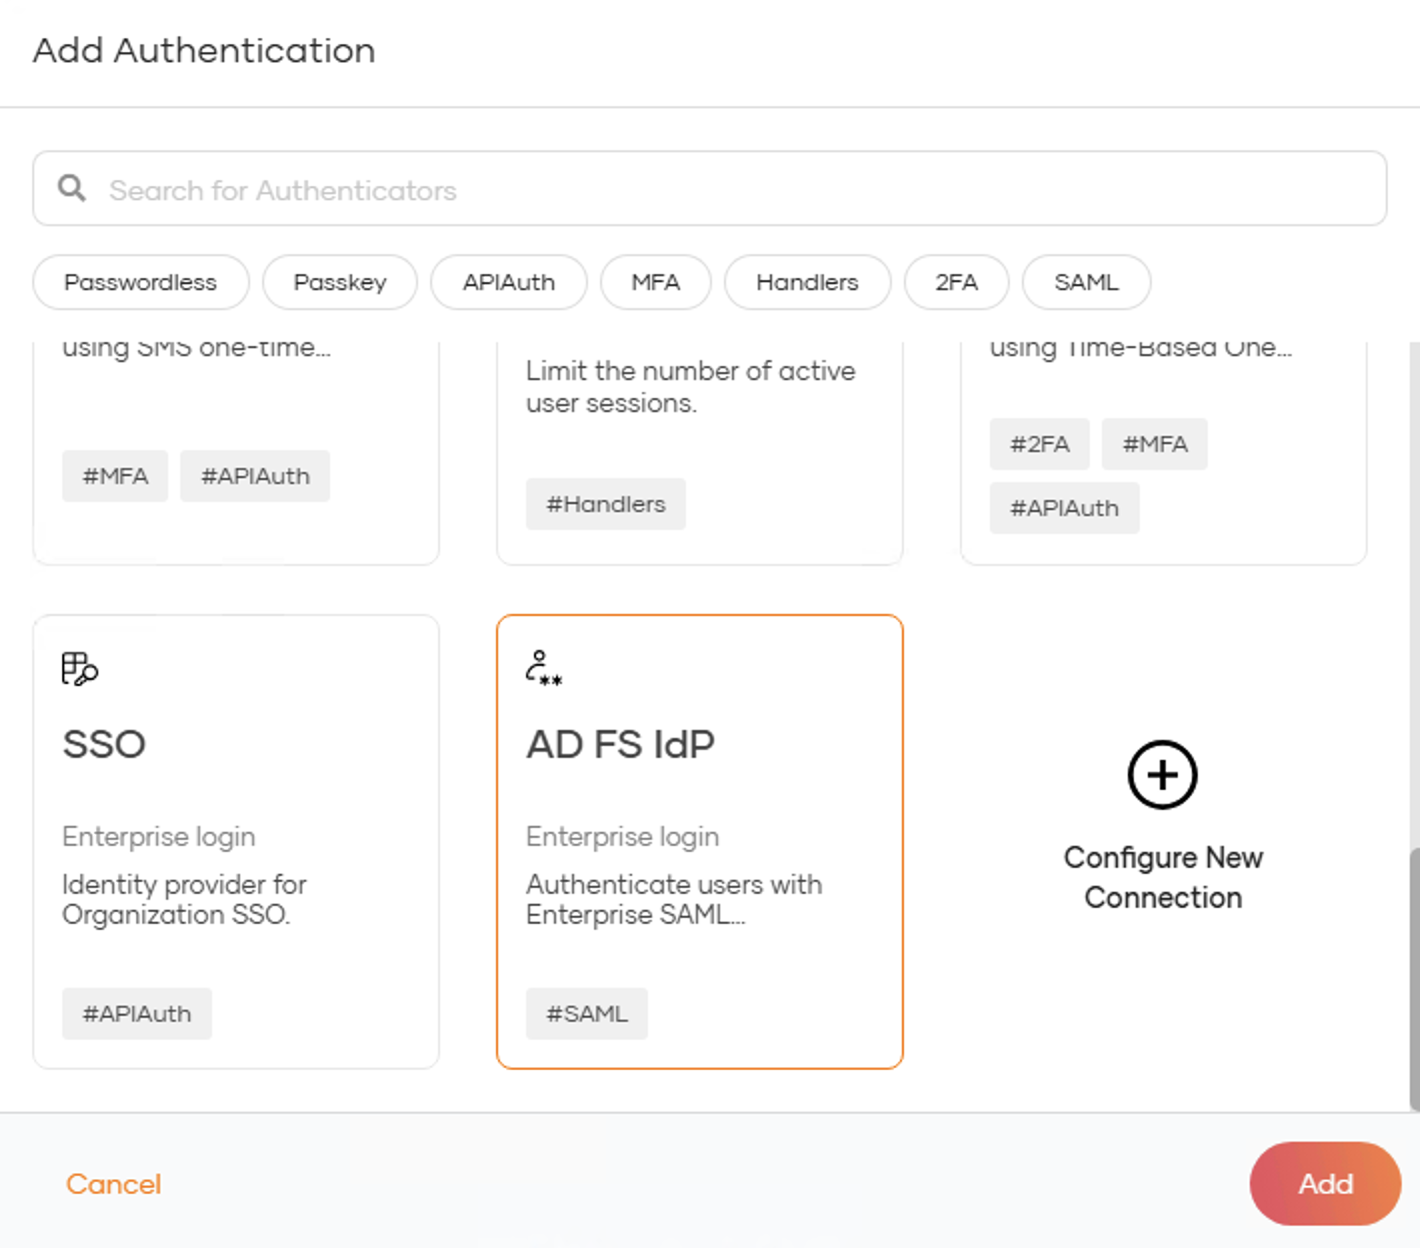 Add Authentication
Search for Authenticators
Passwordless Passkey APIAuth MFA Handlers 2FA SAML
using SMS one-time...
#MFA #APIAuth
Limit the number of active
user sessions.
#Handlers
using Time-Based One...
#2FA #MFA
#APIAuth
SSO
Enterprise login
Identity provider for
Organization SSO.
#APIAuth
**
AD FS IdP
Enterprise login
Authenticate users with
Enterprise SAML...
#SAML
Configure New
Connection
Cancel
Add